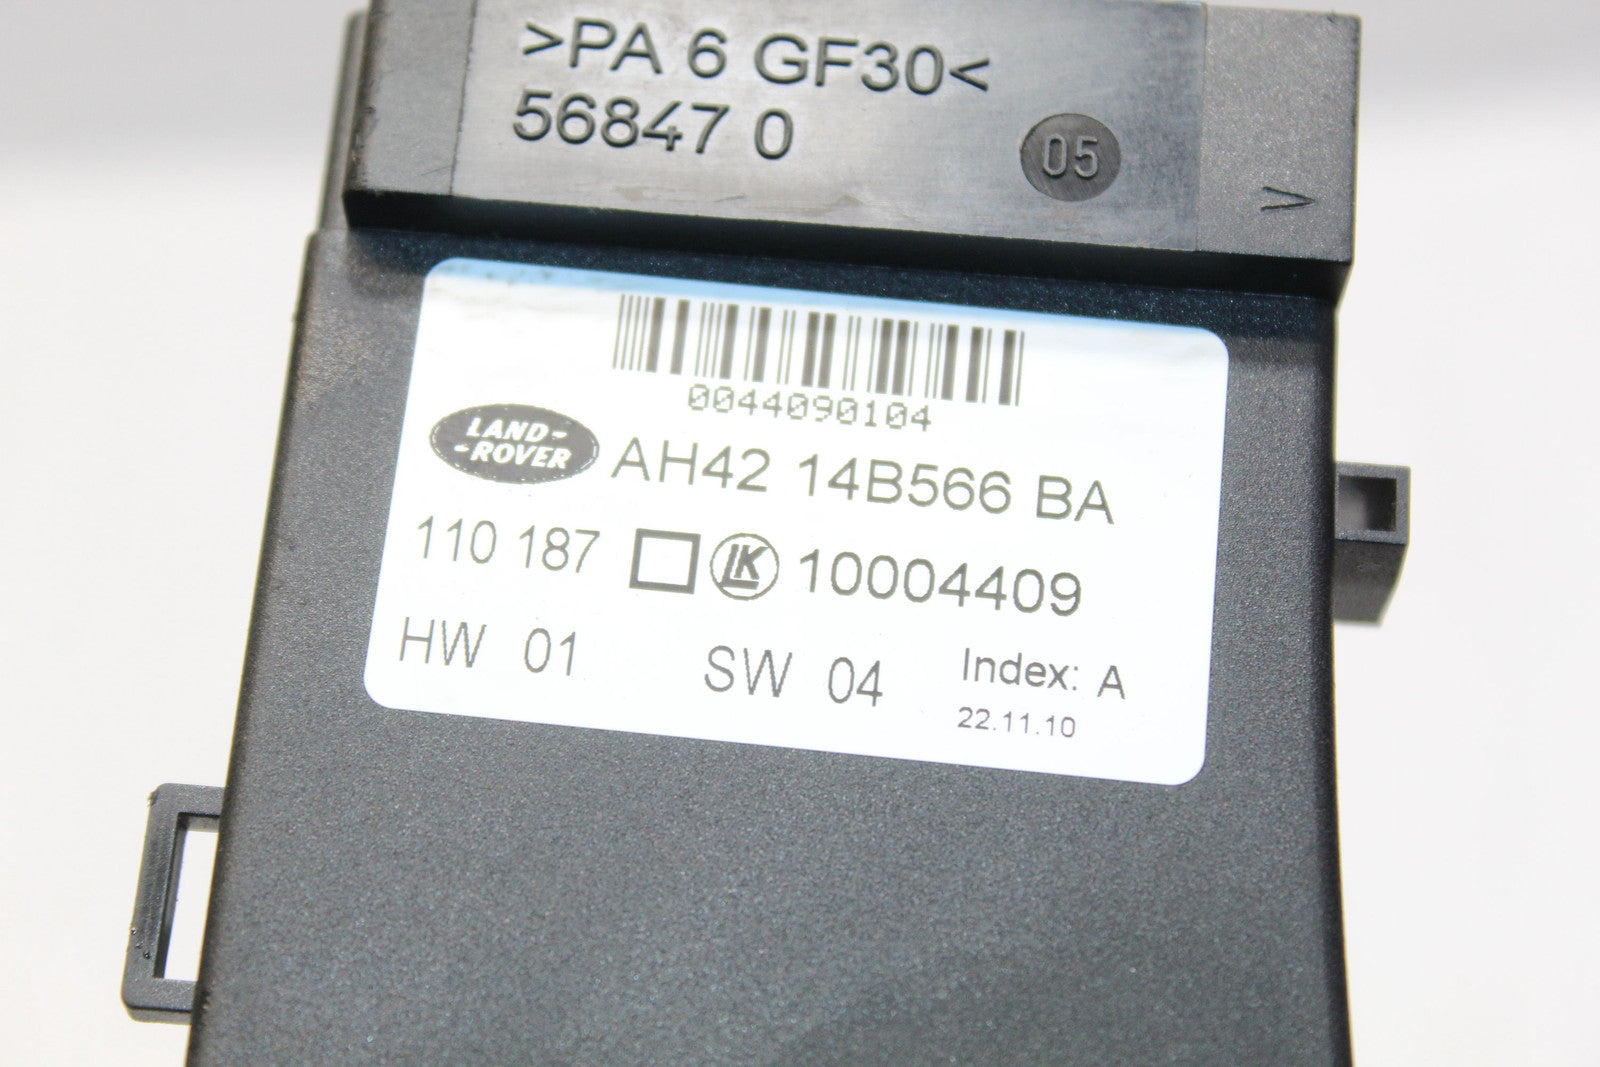 >PA 6 GF30<
56847 0
05
>
0044090104
LAND-
-ROVER
AH42 14B566 BA
110 187 LK 10004409
HW 01 SW 04 Index: A
22.11.10